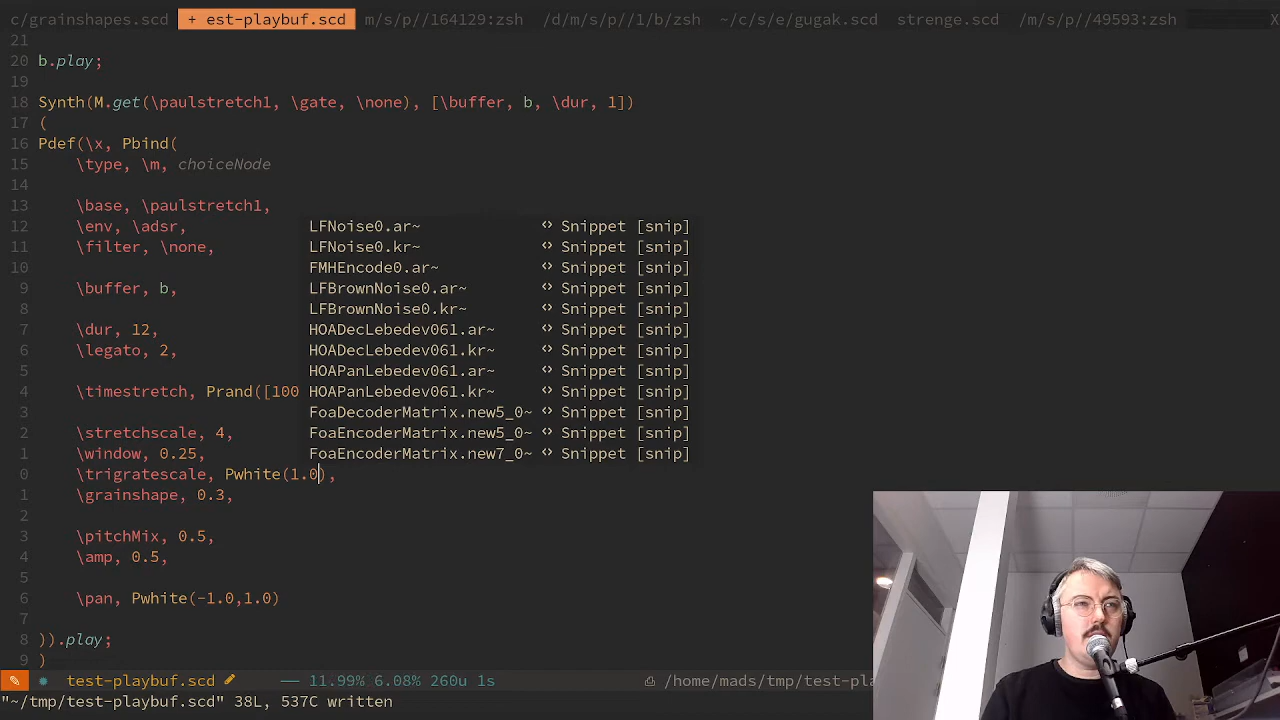 c/grainshapes.scd + est-playbuf.scd m/s/p//164129:zsh /d/m/s/p//1/b/zsh ~/c/s/e/gugak.scd strenge.scd /m/s/p//49593:zsh X
21
20 b.play;
19
18 Synth(M.get(\paulstretch1, \gate, \none), [\buffer, b, \dur, 1])
17 (
16 Pdef(\x, Pbind(
15 \type, \m, choiceNode
14
13 \base, \paulstretch1,
12 \env, \adsr, LFNoise0.ar~ <> Snippet [snip]
11 \filter, \none, LFNoise0.kr~ <> Snippet [snip]
10 FMHEncode0.ar~ <> Snippet [snip]
9 \buffer, b, LFBrownNoise0.ar~ <> Snippet [snip]
8 LFBrownNoise0.kr~ <> Snippet [snip]
7 \dur, 12, HOADecLebedev061.ar~ <> Snippet [snip]
6 \legato, 2, HOADecLebedev061.kr~ <> Snippet [snip]
5 HOAPanLebedev061.ar~ <> Snippet [snip]
4 \timestretch, Prand([100 HOAPanLebedev061.kr~ <> Snippet [snip]
3 FoaDecoderMatrix.new5_0~ <> Snippet [snip]
2 \stretchscale, 4, FoaEncoderMatrix.new5_0~ <> Snippet [snip]
1 \window, 0.25, FoaEncoderMatrix.new7_0~ <> Snippet [snip]
0 \trigratescale, Pwhite(1.0),
1 \grainshape, 0.3,
2
3 \pitchMix, 0.5,
4 \amp, 0.5,
5
6 \pan, Pwhite(-1.0,1.0)
7
8 )).play;
9 )
test-playbuf.scd 11.99% 6.08% 260u 1s /home/mads/tmp/test-pla
"~/tmp/test-playbuf.scd" 38L, 537C written